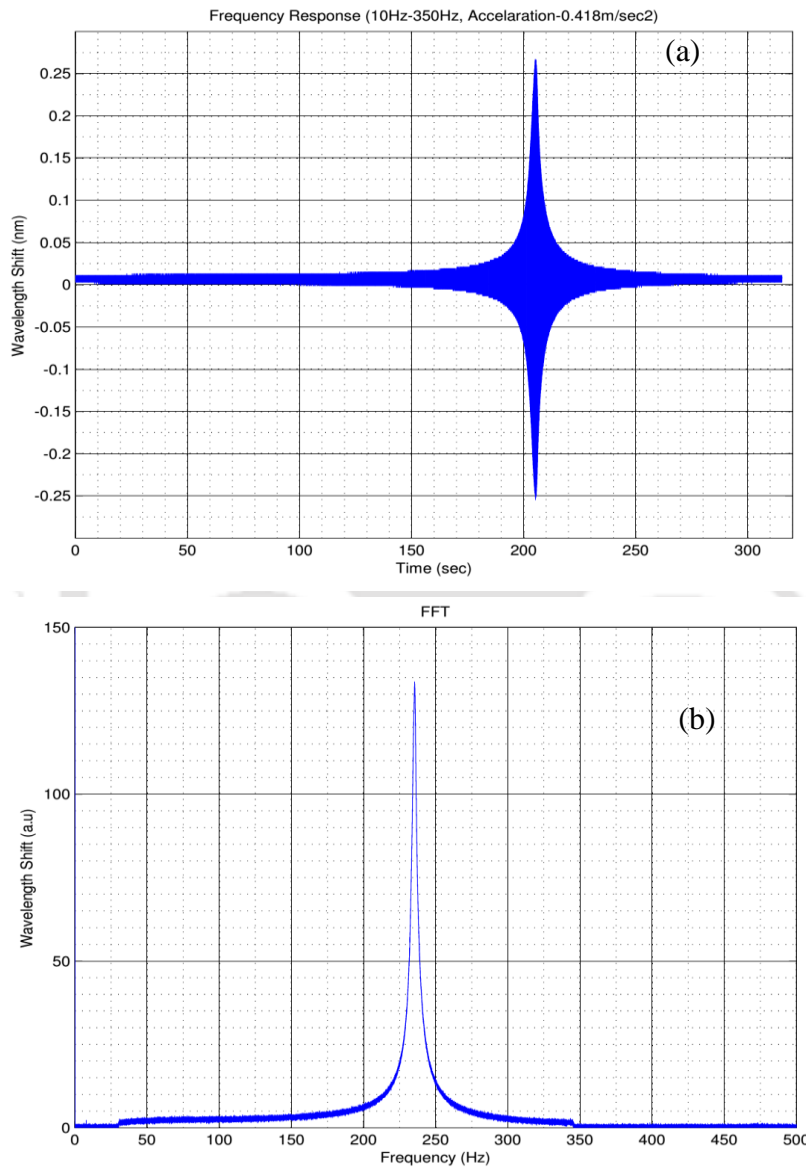 Frequency Response (10Hz-350Hz, Accelaration-0.418m/sec2)
(a)
Wavelength Shift (nm)
0.25
0.2
0.15
0.1
0.05
0
-0.05
-0.1
-0.15
-0.2
-0.25
0 50 100 150 200 250 300
Time (sec)
FFT
(b)
Wavelength Shift (a.u)
150
100
50
0
0 50 100 150 200 250 300 350 400 450 500
Frequency (Hz)